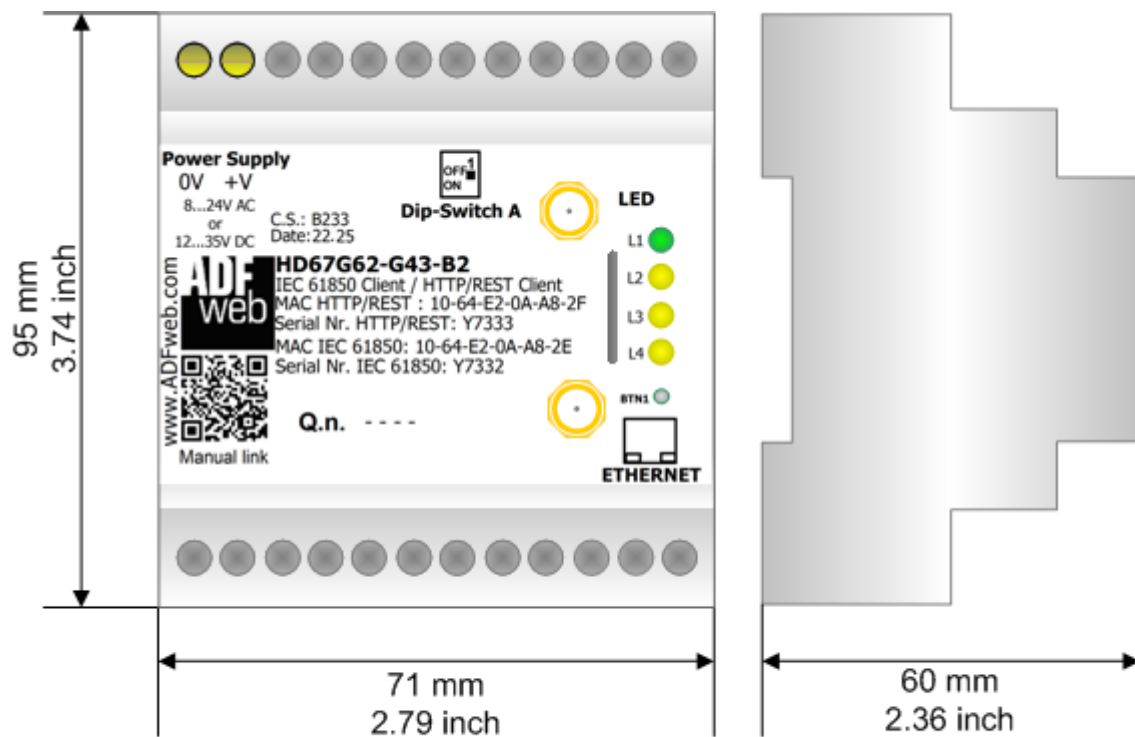 Power Supply
0V +V
8...24V AC
or
12...35V DC
C.S.: B233
Date:22.25
OFF 1
ON
Dip-Switch A
LED
L1
L2
L3
L4
BTN1
ETHERNET
www.ADFweb.com
ADF
web
HD67G62-G43-B2
IEC 61850 Client / HTTP/REST Client
MAC HTTP/REST : 10-64-E2-0A-A8-2F
Serial Nr. HTTP/REST: Y7333
MAC IEC 61850: 10-64-E2-0A-A8-2E
Serial Nr. IEC 61850: Y7332
Q.n. - - - -
Manual link
95 mm
3.74 inch
71 mm
2.79 inch
60 mm
2.36 inch